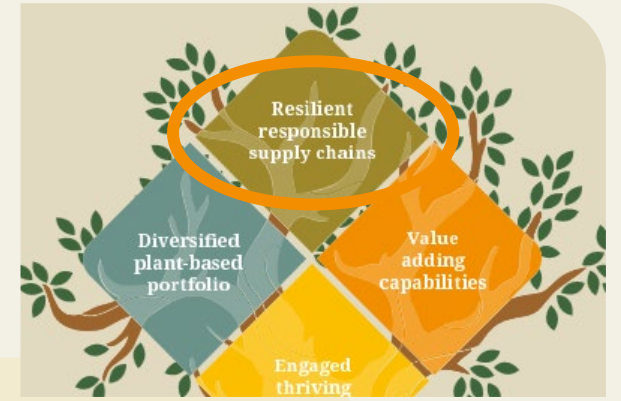 Resilient
responsible
supply chains
Diversified
plant-based
portfolio
Value
adding
capabilities
Engaged
thriving